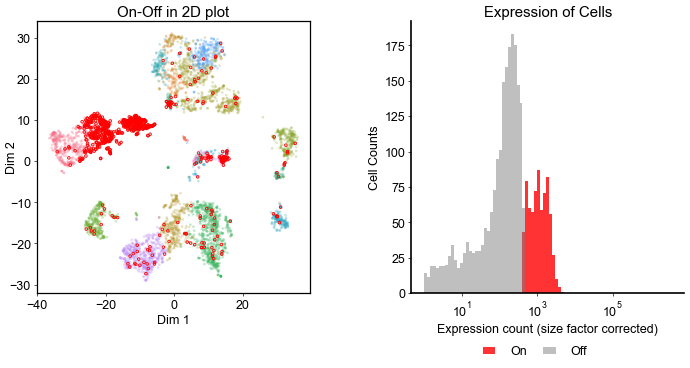 On-Off in 2D plot
Dim 2
30
20
10
0
−10
−20
−30
−40
−20
0
20
Dim 1
Expression of Cells
Cell Counts
175
150
125
100
75
50
25
0
10^1
10^3
10^5
Expression count (size factor corrected)
On
Off